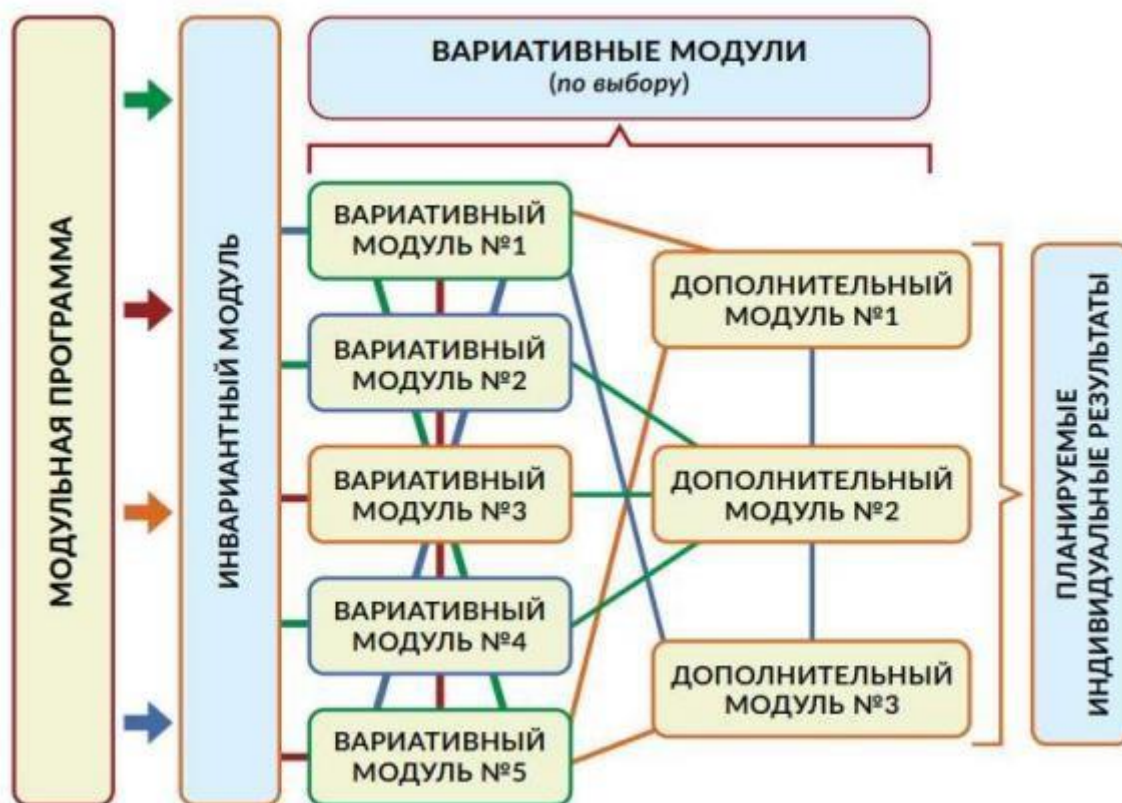 МОДУЛЬНАЯ ПРОГРАММА
ИНВАРИАНТНЫЙ МОДУЛЬ
ВАРИАТИВНЫЕ МОДУЛИ
(по выбору)
ВАРИАТИВНЫЙ
МОДУЛЬ №1
ВАРИАТИВНЫЙ
МОДУЛЬ №2
ВАРИАТИВНЫЙ
МОДУЛЬ №3
ВАРИАТИВНЫЙ
МОДУЛЬ №4
ВАРИАТИВНЫЙ
МОДУЛЬ №5
ДОПОЛНИТЕЛЬНЫЙ
МОДУЛЬ №1
ДОПОЛНИТЕЛЬНЫЙ
МОДУЛЬ №2
ДОПОЛНИТЕЛЬНЫЙ
МОДУЛЬ №3
ПЛАНИРУЕМЫЕ
ИНДИВИДУАЛЬНЫЕ РЕЗУЛЬТАТЫ